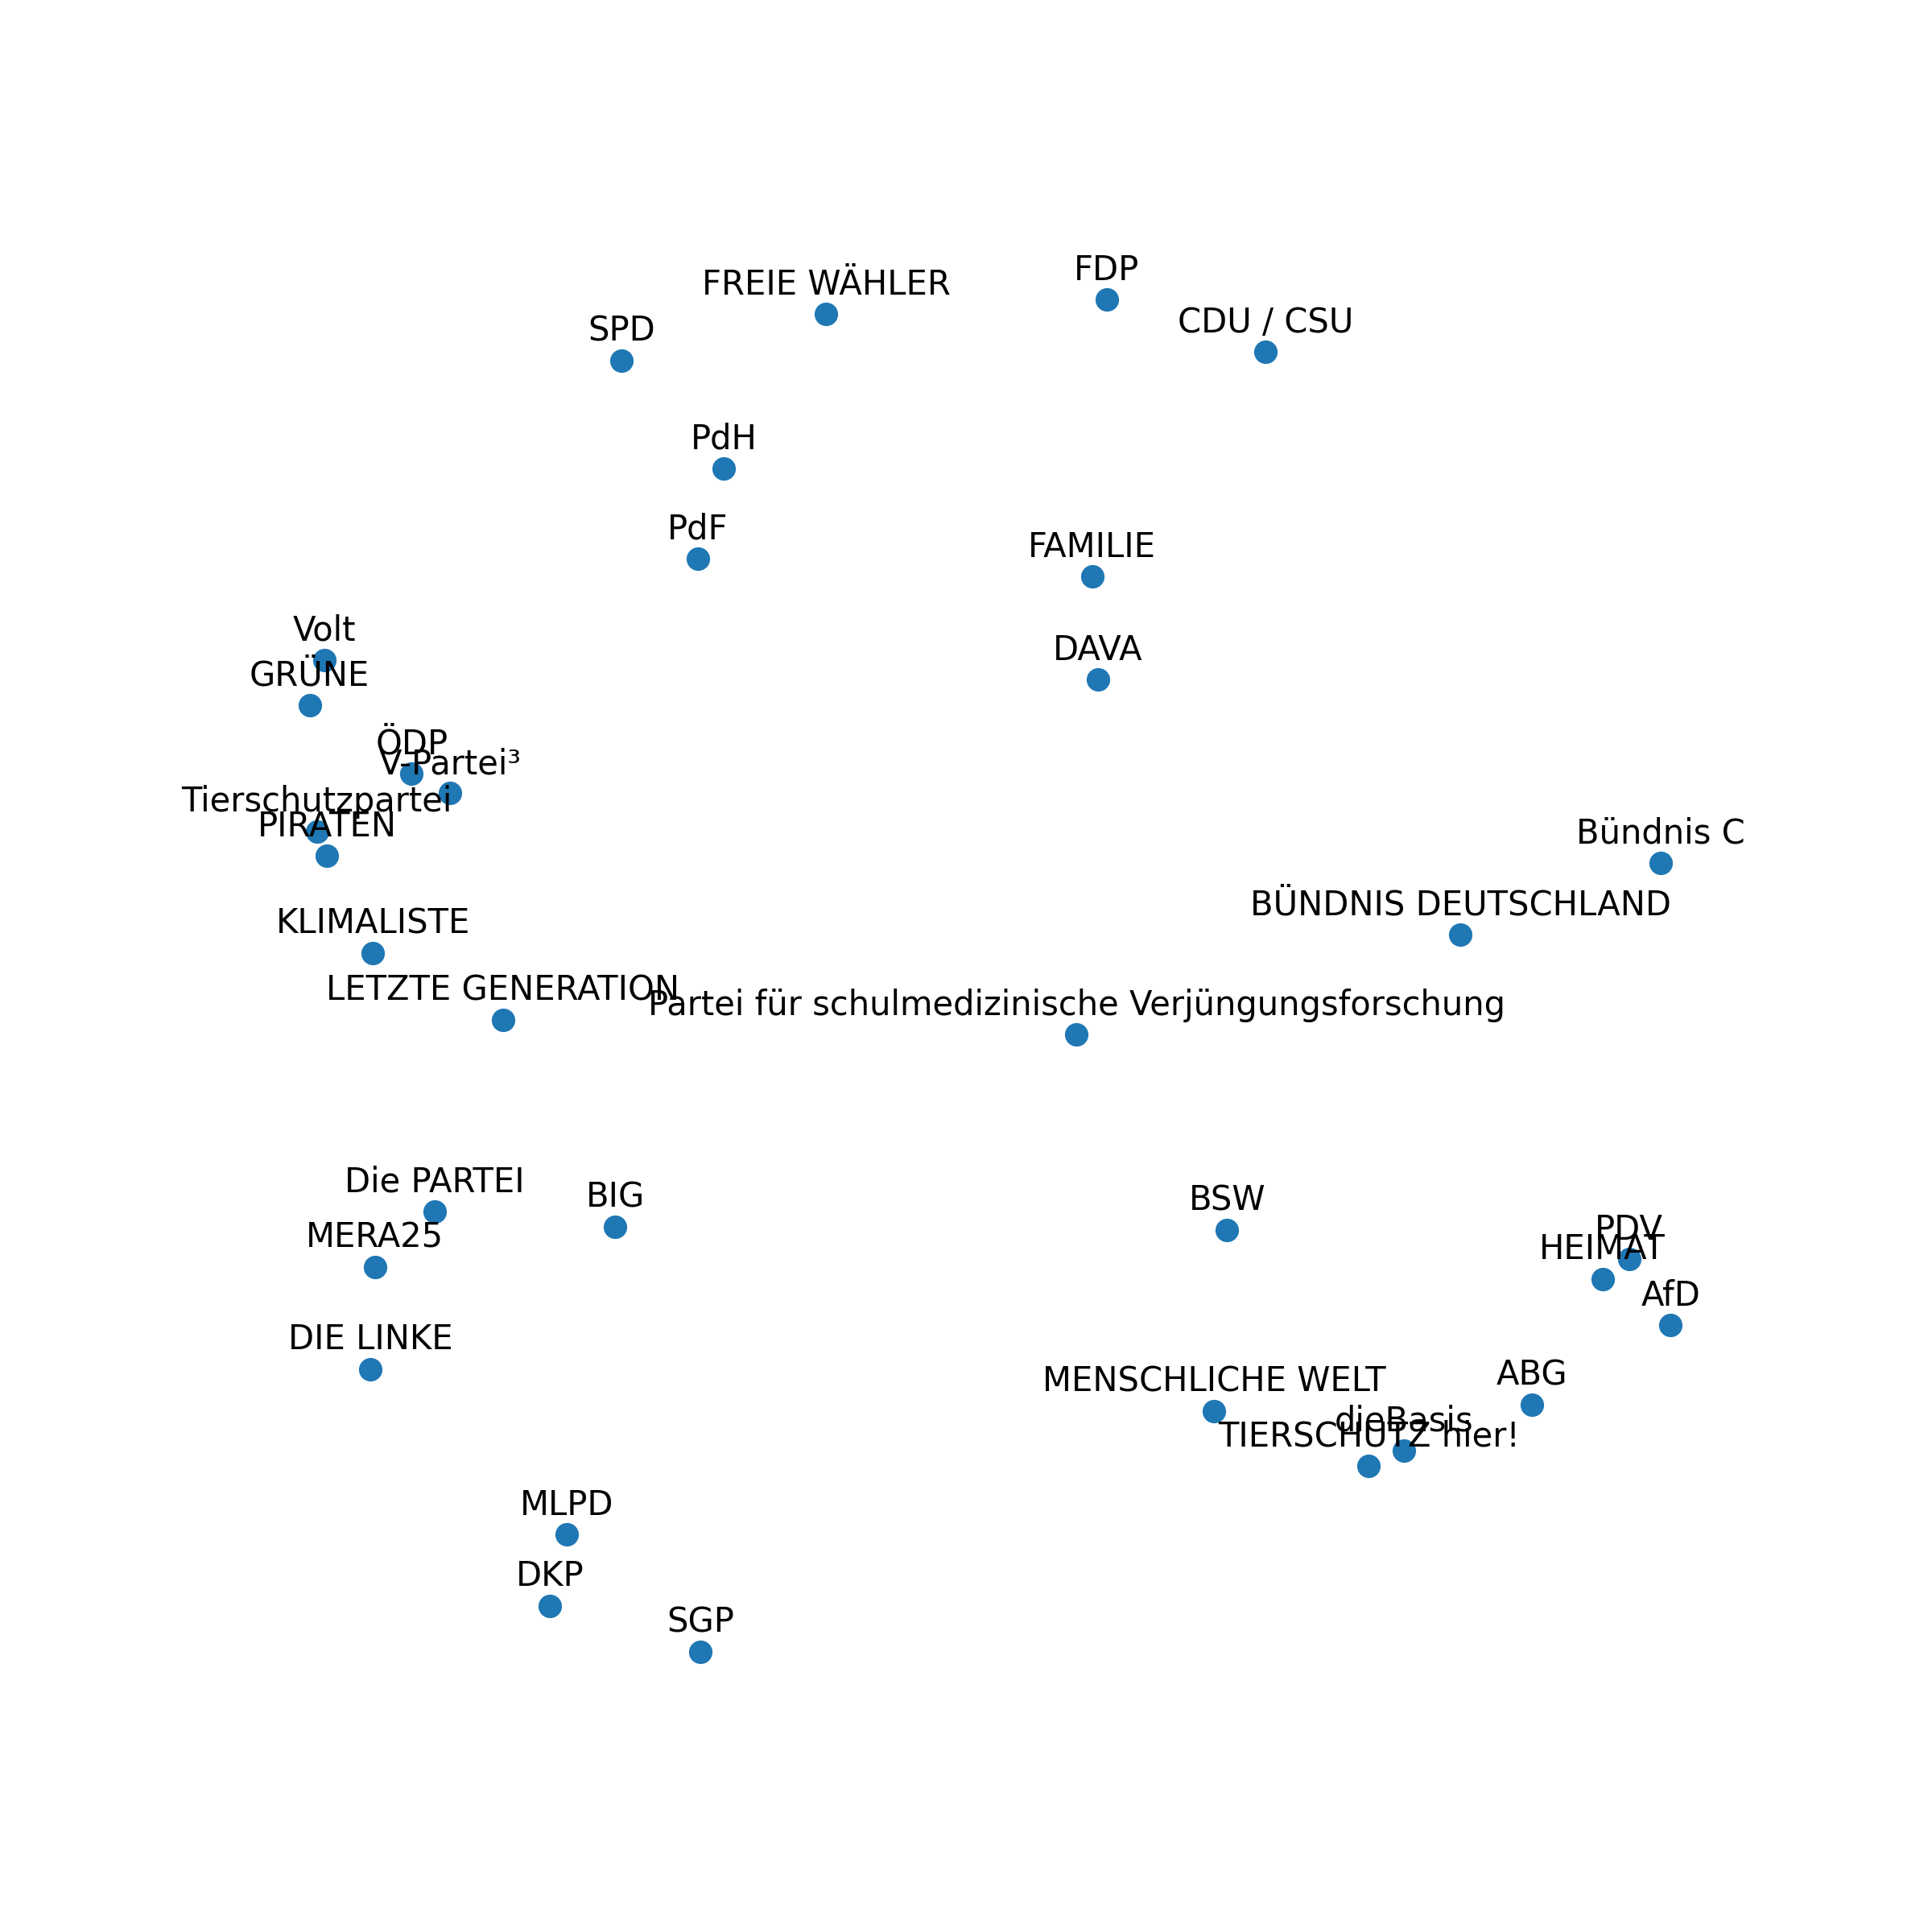 FDP
FREIE WÄHLER
CDU / CSU
SPD
PdH
PdF
FAMILIE
Volt
DAVA
GRÜNE
ÖDP
V-Partei³
Tierschutzpartei
PIRATEN
Bündnis C
BÜNDNIS DEUTSCHLAND
KLIMALISTE
LETZTE GENERATION
Partei für schulmedizinische Verjüngungsforschung
Die PARTEI
BIG
BSW
PDV
MERA25
HEIMAT
AfD
DIE LINKE
ABG
MENSCHLICHE WELT
dieBasis
TIERSCHUTZ hier!
MLPD
DKP
SGP